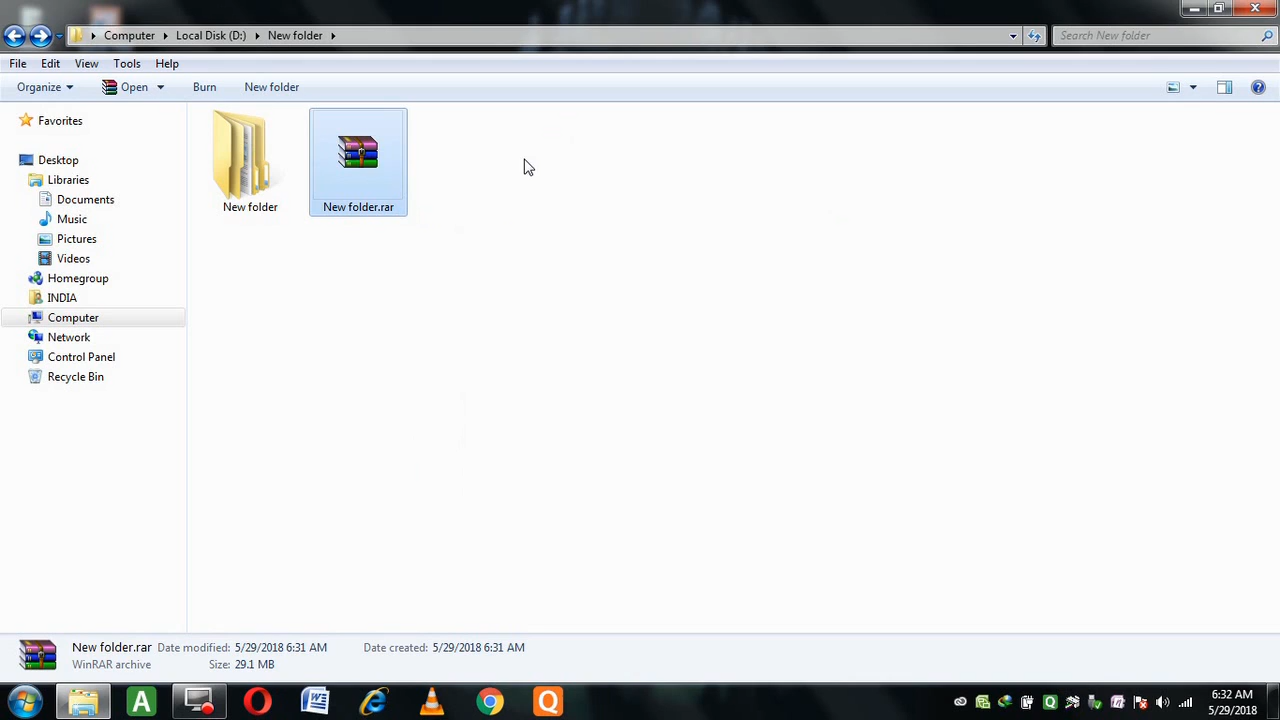 Computer Local Disk (D:) New folder
Search New folder
File Edit View Tools Help
Organize Open Burn New folder
Favorites
Desktop
Libraries
Documents
Music
Pictures
Videos
Homegroup
INDIA
Computer
Network
Control Panel
Recycle Bin
New folder
New folder.rar
New folder.rar Date modified: 5/29/2018 6:31 AM Date created: 5/29/2018 6:31 AM
WinRAR archive Size: 29.1 MB
A
W
Q
Q
6:32 AM
5/29/2018